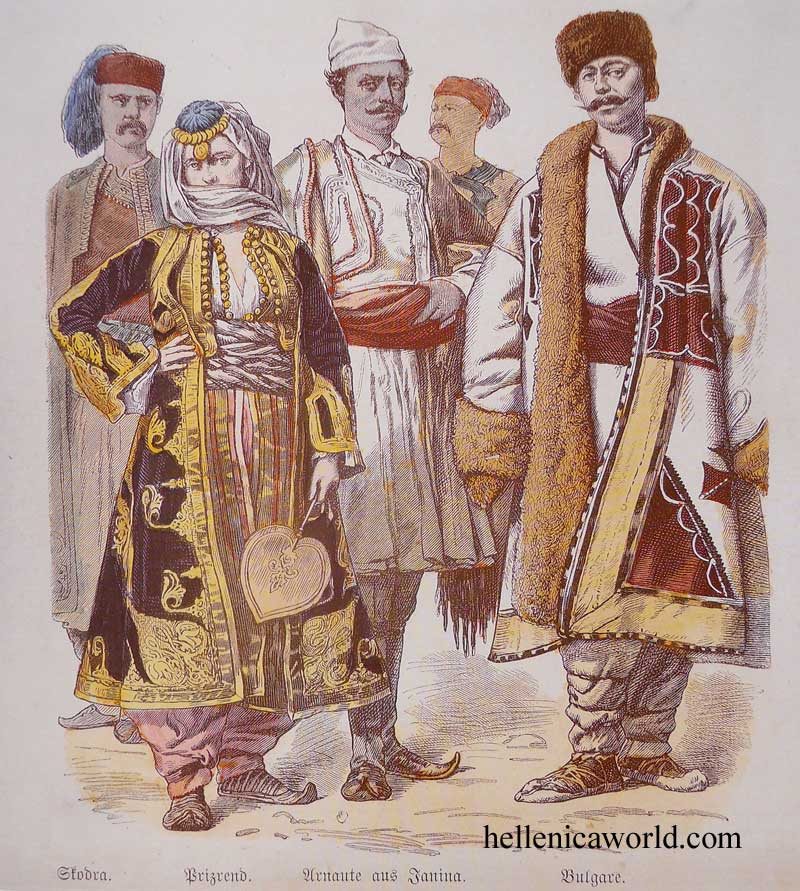 hellenicaworld.com
Skodra. Prizrend. Arnaute aus Janina. Bulgare.